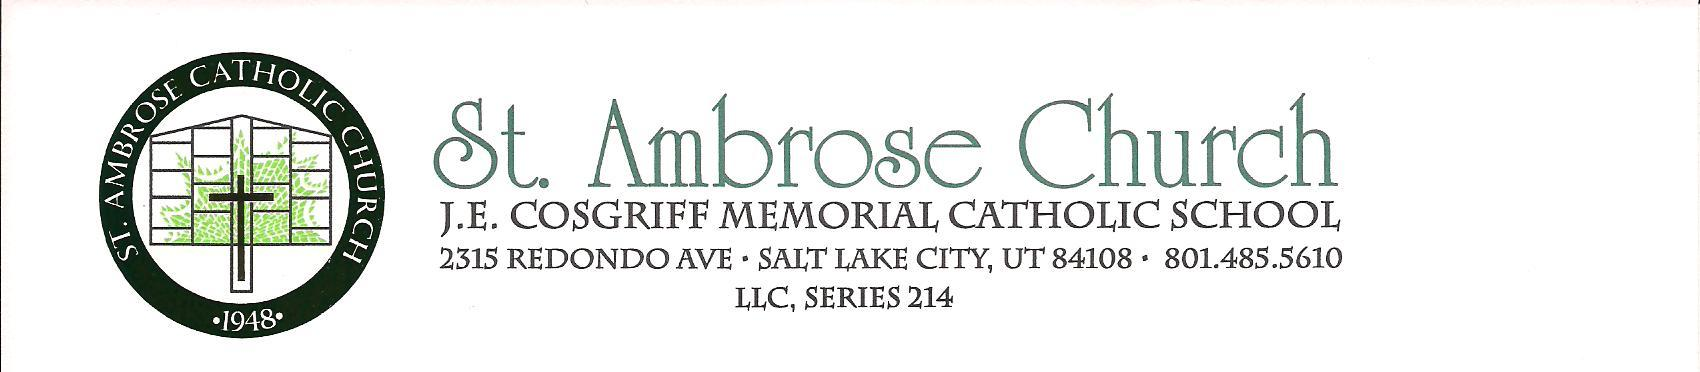 ST. AMBROSE CATHOLIC CHURCH
•1948•
St. Ambrose Church
J.E. COSGRIFF MEMORIAL CATHOLIC SCHOOL
2315 REDONDO AVE • SALT LAKE CITY, UT 84108 • 801.485.5610
LLC, SERIES 214